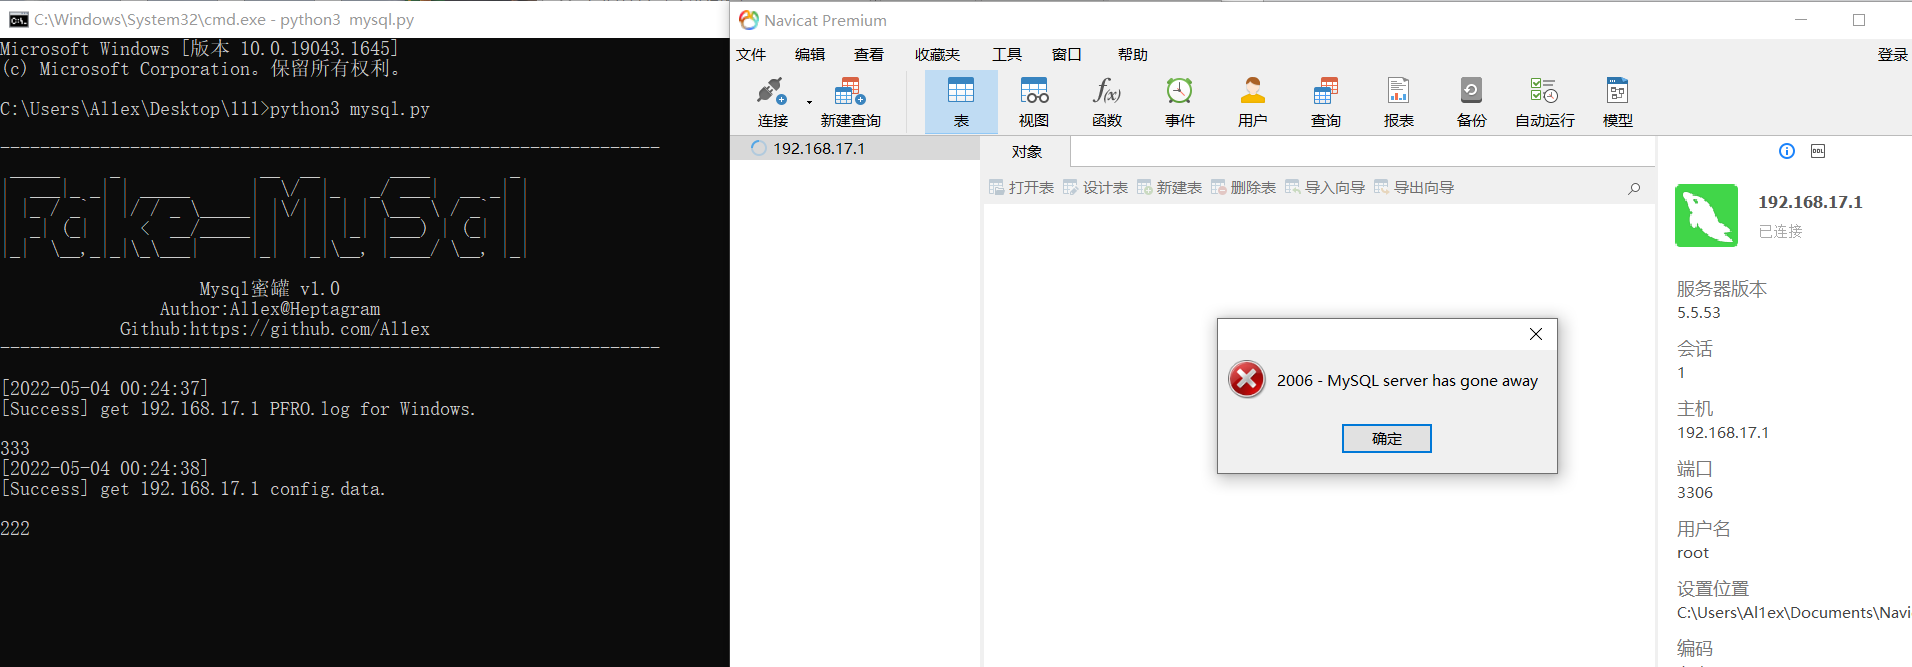 C:\Windows\System32\cmd.exe - python3  mysql.py
Microsoft Windows [版本 10.0.19043.1645]
(c) Microsoft Corporation。保留所有权利。
C:\Users\Allex\Desktop\111>python3 mysql.py
Fake-MySql
Mysql蜜罐 v1.0
Author:Allex@Heptagram
Github:https://github.com/Allex
[2022-05-04 00:24:37]
[Success] get 192.168.17.1 PFRO.log for Windows.
333
[2022-05-04 00:24:38]
[Success] get 192.168.17.1 config.data.
222
Navicat Premium
文件 编辑 查看 收藏夹 工具 窗口 帮助 登录
连接 新建查询 表 视图 函数 事件 用户 查询 报表 备份 自动运行 模型
192.168.17.1
对象
打开表 设计表 新建表 删除表 导入向导 导出向导
2006 - MySQL server has gone away
确定
192.168.17.1
已连接
服务器版本
5.5.53
会话
1
主机
192.168.17.1
端口
3306
用户名
root
设置位置
C:\Users\Al1ex\Documents\Navi
编码